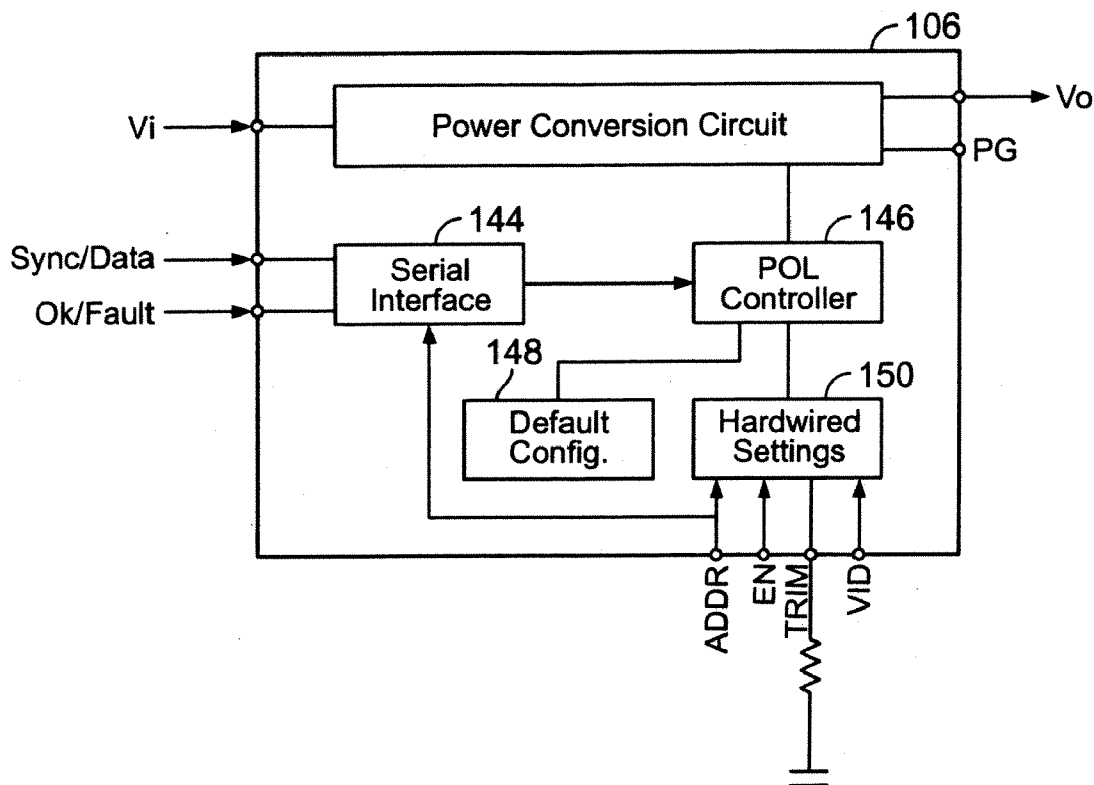 106
Vi
Power Conversion Circuit
Vo
PG
144
146
Sync/Data
Ok/Fault
Serial
Interface
POL
Controller
148
150
Default
Config.
Hardwired
Settings
ADDR
EN
TRIM
VID